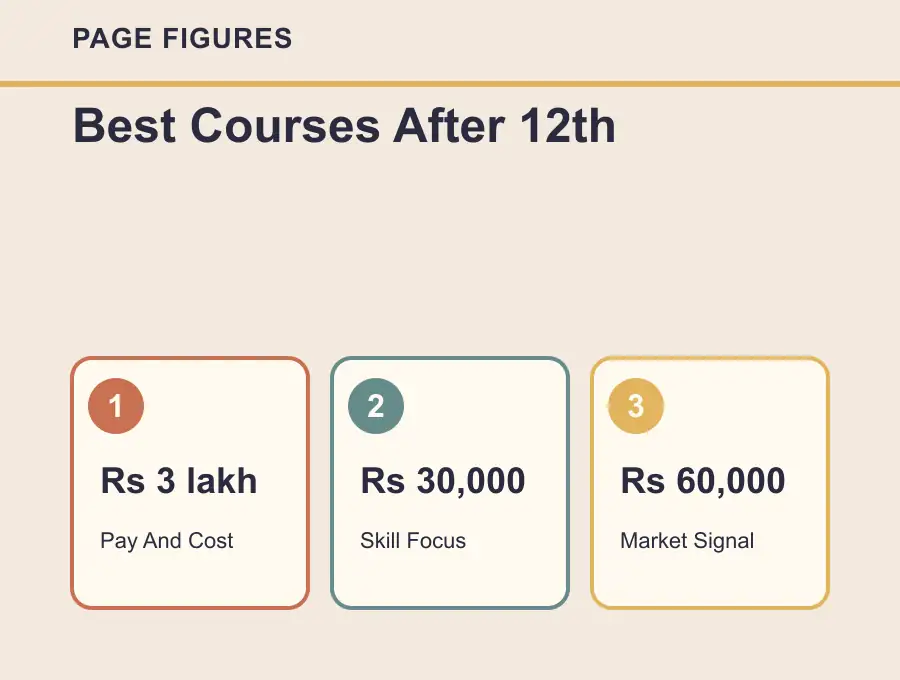 PAGE FIGURES
Best Courses After 12th
1
Rs 3 lakh
Pay And Cost
2
Rs 30,000
Skill Focus
3
Rs 60,000
Market Signal